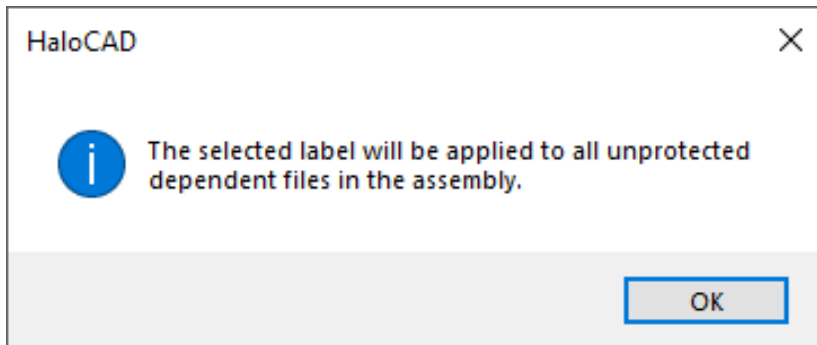 HaloCAD
The selected label will be applied to all unprotected
dependent files in the assembly.
OK